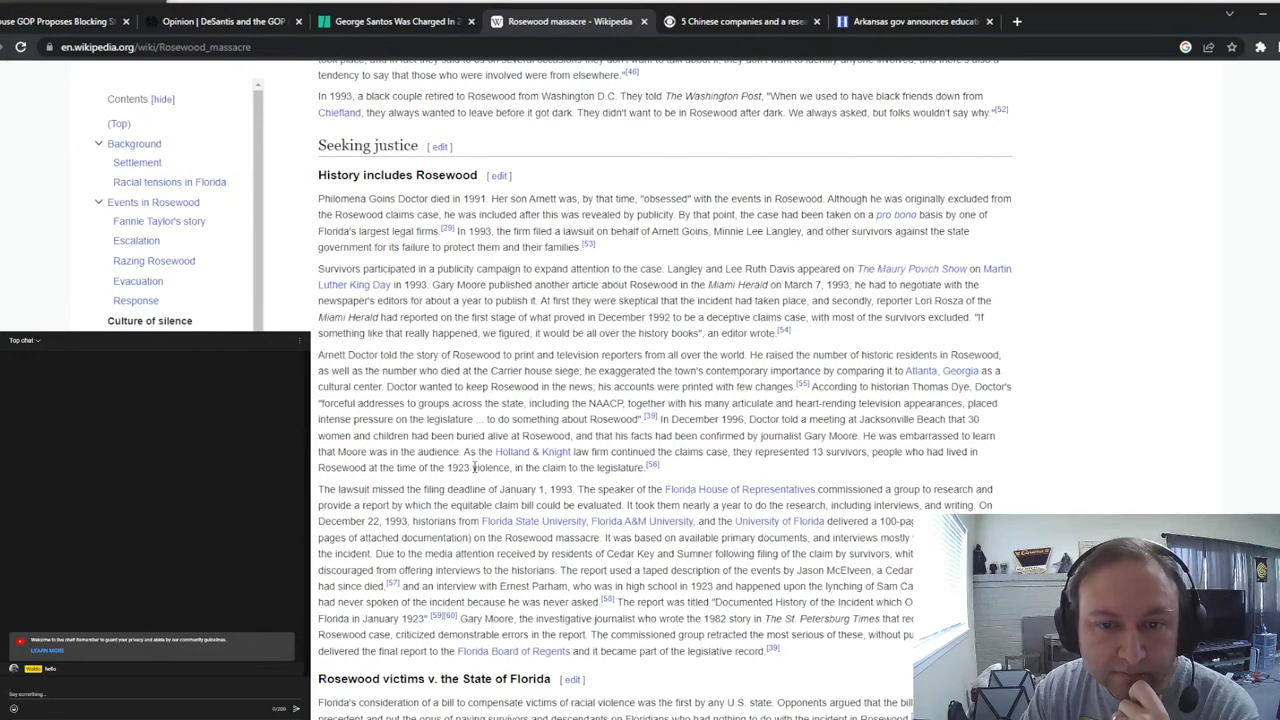 use GOP Proposes Blocking S
Opinion | DeSantis and the GOP
George Santos Was Charged In 2
Rosewood massacre - Wikipedia
5 Chinese companies and a rese
Arkansas gov announces educati
en.wikipedia.org/wiki/Rosewood_massacre
Contents [hide]
(Top)
Background
Settlement
Racial tensions in Florida
Events in Rosewood
Fannie Taylor's story
Escalation
Razing Rosewood
Evacuation
Response
Culture of silence
tendency to say that those who were involved were from elsewhere."[46]
In 1993, a black couple retired to Rosewood from Washington D.C. They told The Washington Post, "When we used to have black friends down from
Chiefland, they always wanted to leave before it got dark. They didn't want to be in Rosewood after dark. We always asked, but folks wouldn't say why."[52]
Seeking justice [ edit ]
History includes Rosewood [ edit ]
Philomena Goins Doctor died in 1991. Her son Arnett was, by that time, "obsessed" with the events in Rosewood. Although he was originally excluded from
the Rosewood claims case, he was included after this was revealed by publicity. By that point, the case had been taken on a pro bono basis by one of
Florida's largest legal firms.[29] In 1993, the firm filed a lawsuit on behalf of Arnett Goins, Minnie Lee Langley, and other survivors against the state
government for its failure to protect them and their families.[53]
Survivors participated in a publicity campaign to expand attention to the case. Langley and Lee Ruth Davis appeared on The Maury Povich Show on Martin
Luther King Day in 1993. Gary Moore published another article about Rosewood in the Miami Herald on March 7, 1993; he had to negotiate with the
newspaper's editors for about a year to publish it. At first they were skeptical that the incident had taken place, and secondly, reporter Lori Rosza of the
Miami Herald had reported on the first stage of what proved in December 1992 to be a deceptive claims case, with most of the survivors excluded. "If
something like that really happened, we figured, it would be all over the history books", an editor wrote.[54]
Arnett Doctor told the story of Rosewood to print and television reporters from all over the world. He raised the number of historic residents in Rosewood,
as well as the number who died at the Carrier house siege; he exaggerated the town's contemporary importance by comparing it to Atlanta, Georgia as a
cultural center. Doctor wanted to keep Rosewood in the news; his accounts were printed with few changes.[55] According to historian Thomas Dye, Doctor's
"forceful addresses to groups across the state, including the NAACP, together with his many articulate and heart-rending television appearances, placed
intense pressure on the legislature ... to do something about Rosewood".[39] In December 1996, Doctor told a meeting at Jacksonville Beach that 30
women and children had been buried alive at Rosewood, and that his facts had been confirmed by journalist Gary Moore. He was embarrassed to learn
that Moore was in the audience. As the Holland & Knight law firm continued the claims case, they represented 13 survivors, people who had lived in
Rosewood at the time of the 1923 violence, in the claim to the legislature.[56]
The lawsuit missed the filing deadline of January 1, 1993. The speaker of the Florida House of Representatives commissioned a group to research and
provide a report by which the equitable claim bill could be evaluated. It took them nearly a year to do the research, including interviews, and writing. On
December 22, 1993, historians from Florida State University, Florida A&M University, and the University of Florida delivered a 100-pag
pages of attached documentation) on the Rosewood massacre. It was based on available primary documents, and interviews mostly
the incident. Due to the media attention received by residents of Cedar Key and Sumner following filing of the claim by survivors, whit
discouraged from offering interviews to the historians. The report used a taped description of the events by Jason McElveen, a Cedar
had since died,[57] and an interview with Ernest Parham, who was in high school in 1923 and happened upon the lynching of Sam Ca
had never spoken of the incident because he was never asked.[58] The report was titled "Documented History of the Incident which O
Florida in January 1923".[59][60] Gary Moore, the investigative journalist who wrote the 1982 story in The St. Petersburg Times that rec
Rosewood case, criticized demonstrable errors in the report. The commissioned group retracted the most serious of these, without pu
delivered the final report to the Florida Board of Regents and it became part of the legislative record.[39]
Rosewood victims v. the State of Florida [ edit ]
Florida's consideration of a bill to compensate victims of racial violence was the first by any U.S. state. Opponents argued that the bill
Top chat
Welcome to live chat! Remember to guard your privacy and abide by our community guidelines.
LEARN MORE
hello
Say something...
0/200